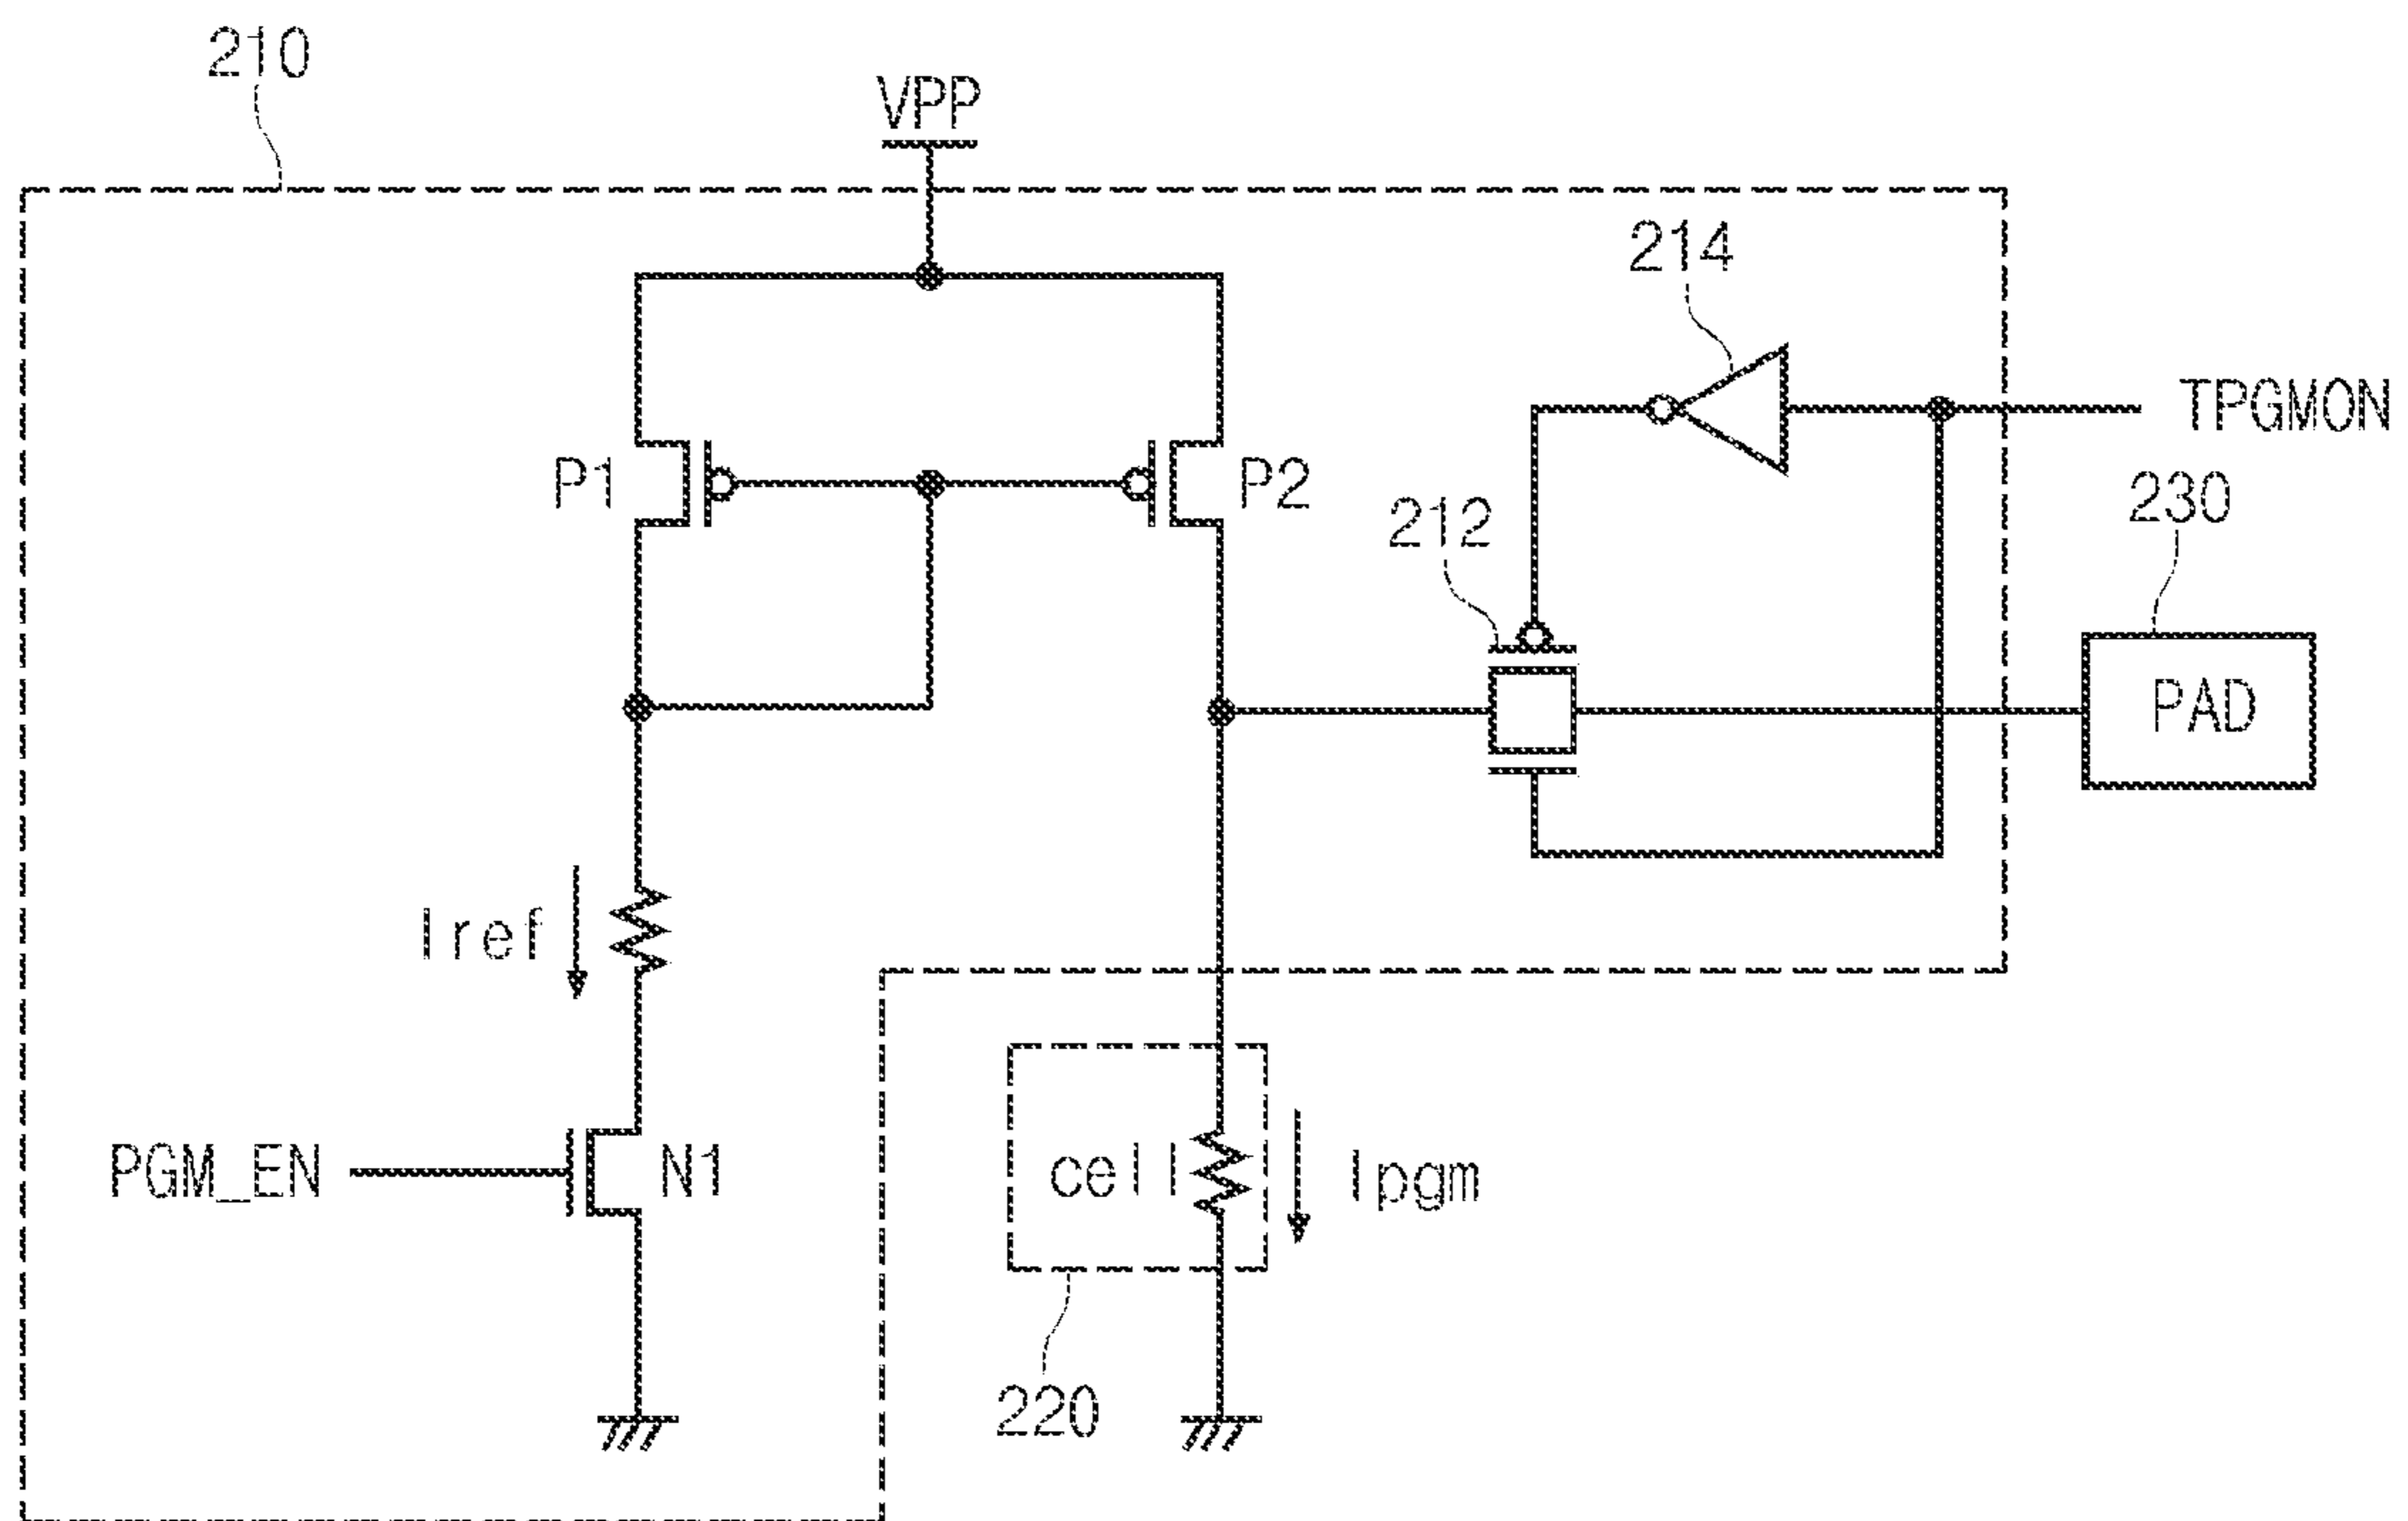 210
VPP
214
TPGMON
P1
P2
212
230
PAD
Iref
PGM_EN
N1
cell
Ipgm
220